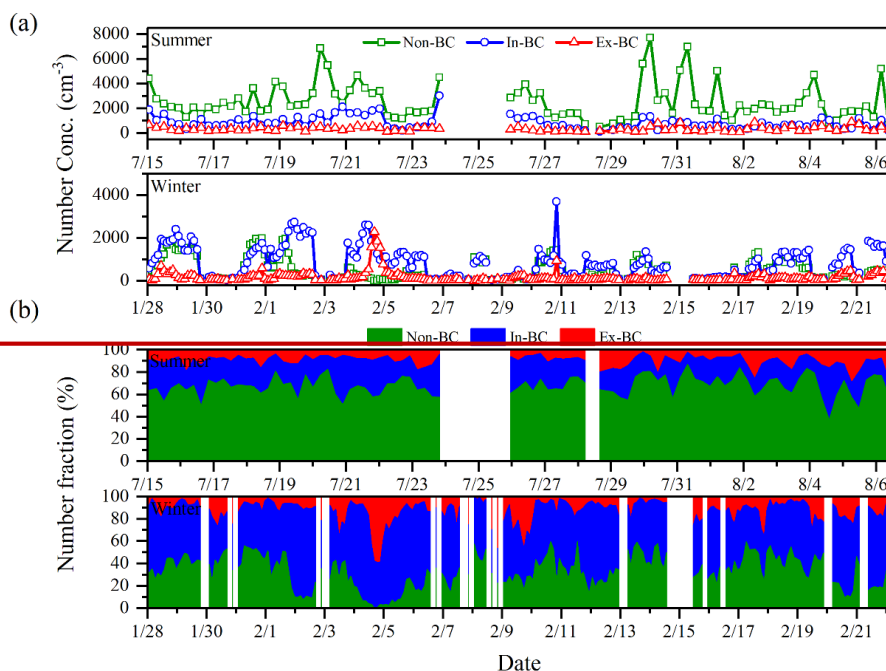 (a)
Summer
Non-BC In-BC Ex-BC
8000
6000
4000
2000
0
7/15 7/17 7/19 7/21 7/23 7/25 7/27 7/29 7/31 8/2 8/4 8/6
Number Conc. (cm-3)
Winter
4000
2000
0
1/28 1/30 2/1 2/3 2/5 2/7 2/9 2/11 2/13 2/15 2/17 2/19 2/21
(b)
Non-BC In-BC Ex-BC
Summer
100
80
60
40
20
0
7/15 7/17 7/19 7/21 7/23 7/25 7/27 7/29 7/31 8/2 8/4 8/6
Number fraction (%)
Winter
100
80
60
40
20
0
1/28 1/30 2/1 2/3 2/5 2/7 2/9 2/11 2/13 2/15 2/17 2/19 2/21
Date